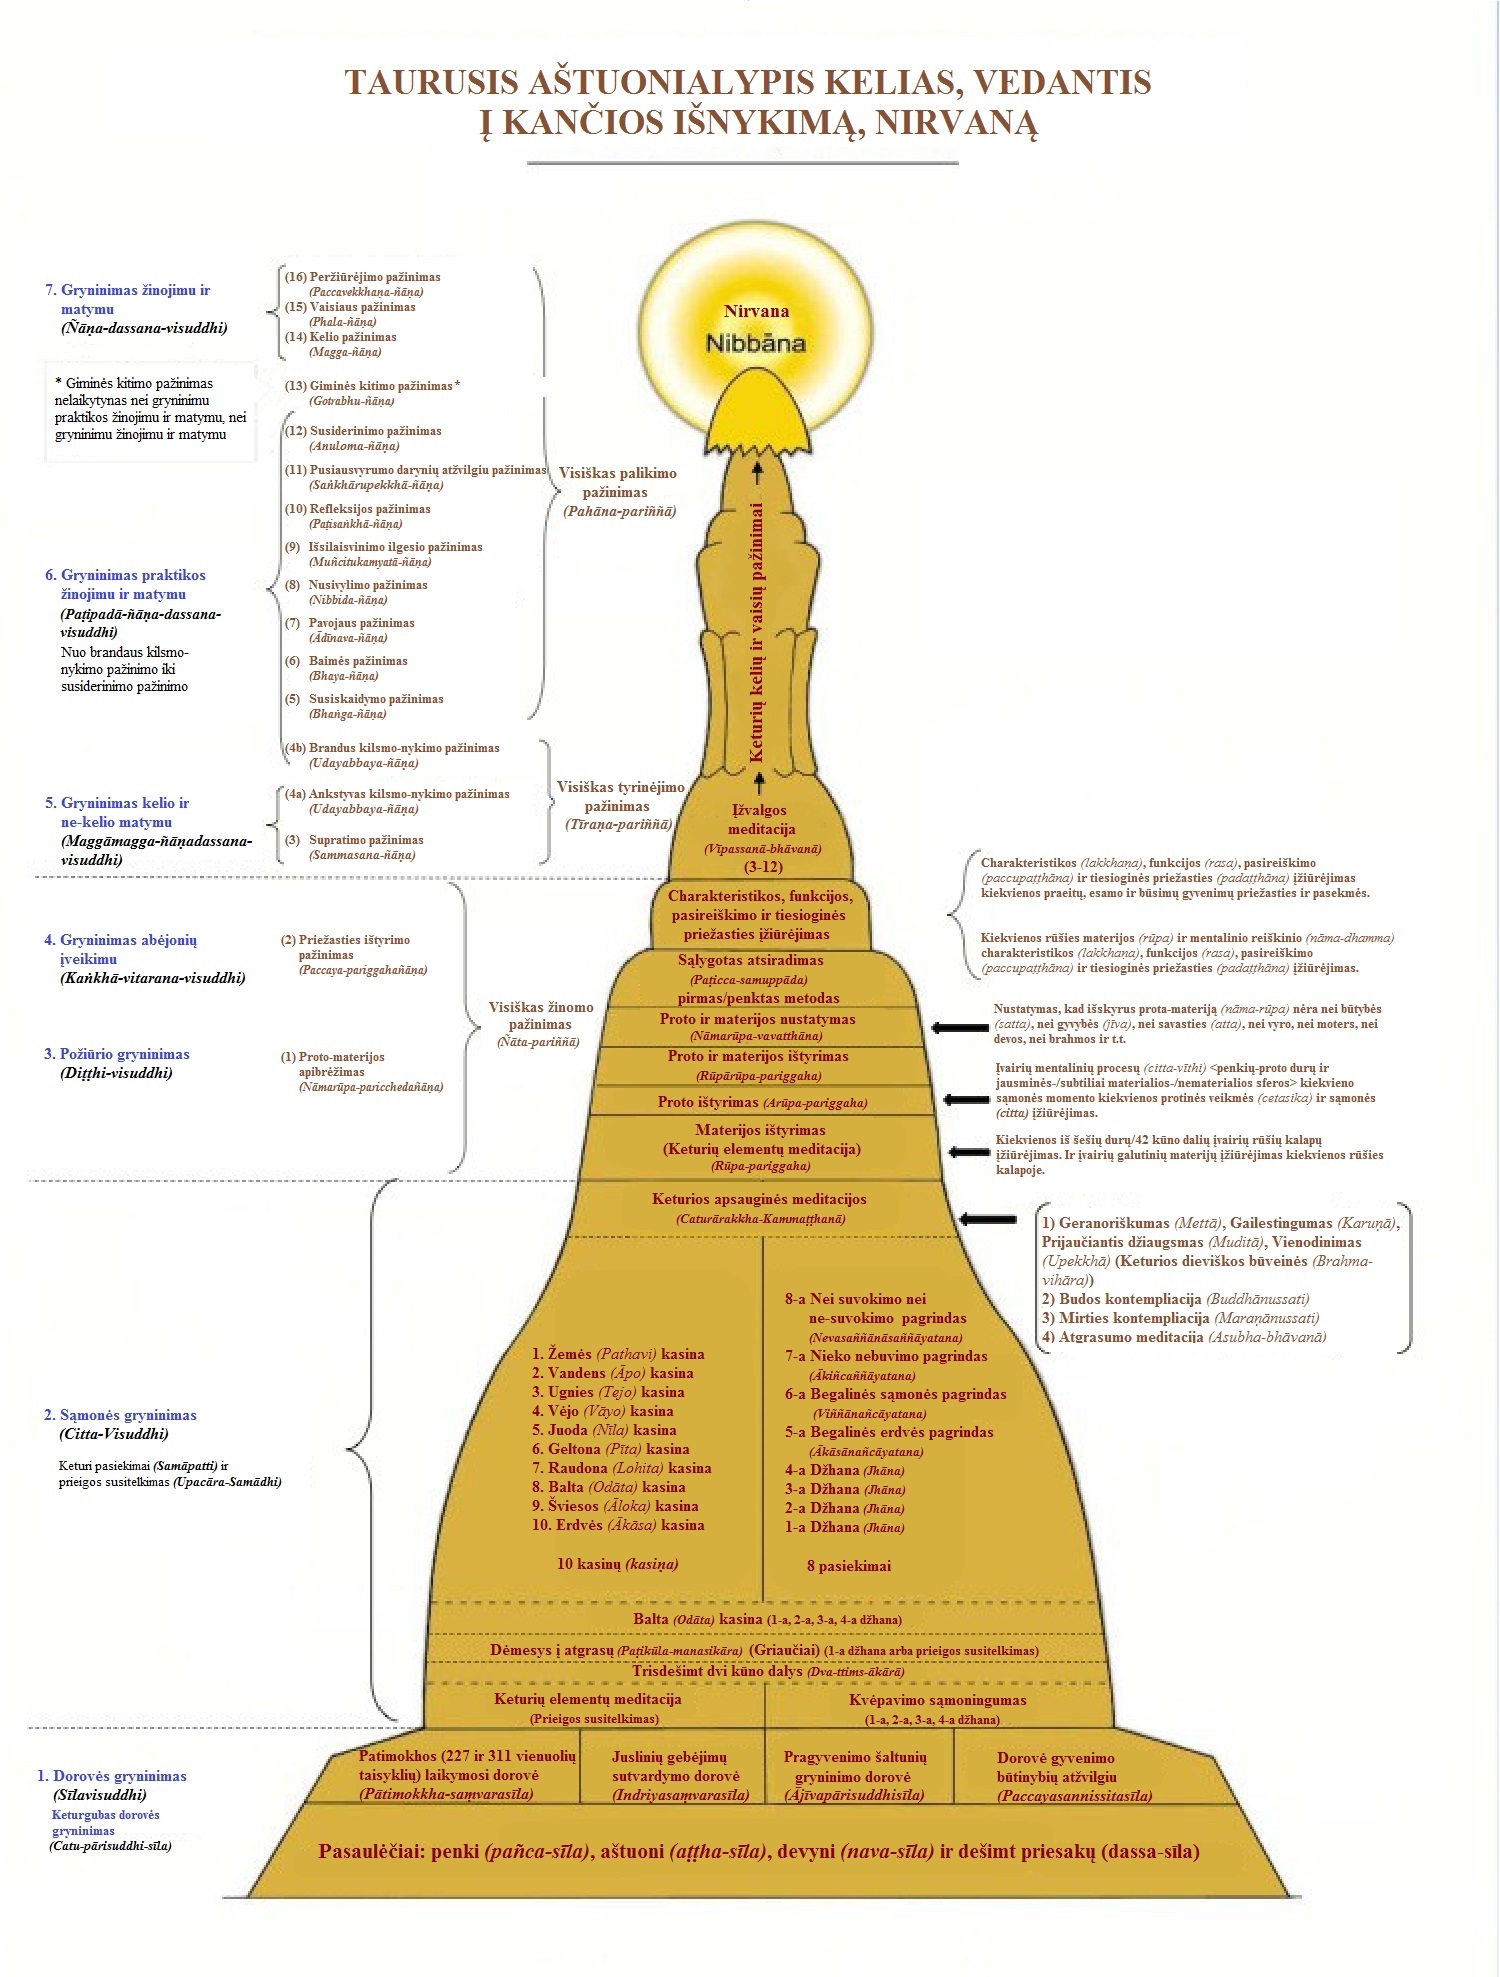 TAURUSIS AŠTUONIALYPIS KELIAS, VEDANTIS
Į KANČIOS IŠNYKIMĄ, NIRVANĄ
7. Gryninimas žinojimu ir
matymu
(Ñāṇa-dassana-visuddhi)
(16) Peržiūrėjimo pažinimas
(Paccavekkhaṇa-ñāṇa)
(15) Vaisiaus pažinimas
(Phala-ñāṇa)
(14) Kelio pažinimas
(Magga-ñāṇa)
* Giminės kitimo pažinimas
nelaikytynas nei gryninimu
praktikos žinojimu ir matymu, nei
gryninimu žinojimu ir matymu
(13) Giminės kitimo pažinimas *
(Gotrabhu-ñāṇa)
(12) Susiderinimo pažinimas
(Anuloma-ñāṇa)
(11) Pusiausvyrumo darynių atžvilgiu pažinimas
(Saṅkhārupekkhā-ñāṇa)
(10) Refleksijos pažinimas
(Paṭisaṅkhā-ñāṇa)
(9) Išsilaisvinimo ilgesio pažinimas
(Muñcitukamyatā-ñāṇa)
(8) Nusivylimo pažinimas
(Nibbida-ñāṇa)
(7) Pavojaus pažinimas
(Ādīnava-ñāṇa)
(6) Baimės pažinimas
(Bhaya-ñāṇa)
(5) Susiskaidymo pažinimas
(Bhaṅga-ñāṇa)
(4b) Brandus kilsmo-nykimo pažinimas
(Udayabbaya-ñāṇa)
6. Gryninimas praktikos
žinojimu ir matymu
(Paṭipadā-ñāṇa-dassana-
visuddhi)
Nuo brandaus kilsmo-
nykimo pažinimo iki
susiderinimo pažinimo
Visiškas palikimo
pažinimas
(Pahāna-pariññā)
5. Gryninimas kelio ir
ne-kelio matymu
(Maggāmagga-ñāṇadassana-
visuddhi)
(4a) Ankstyvas kilsmo-nykimo pažinimas
(Udayabbaya-ñāṇa)
(3) Supratimo pažinimas
(Sammasana-ñāṇa)
Visiškas tyrinėjimo
pažinimas
(Tīraṇa-pariññā)
4. Gryninimas abėjonių
įveikimu
(Kaṅkhā-vitarana-visuddhi)
(2) Priežasties ištyrimo
pažinimas
(Paccaya-pariggahañāṇa)
3. Požiūrio gryninimas
(Diṭṭhi-visuddhi)
(1) Proto-materijos
apibrėžimas
(Nāmarūpa-paricchedañāṇa)
Visiškas žinomo
pažinimas
(Ñāta-pariññā)
2. Sąmonės gryninimas
(Citta-Visuddhi)
Keturi pasiekimai (Samāpatti) ir
prieigos susitelkimas (Upacāra-Samādhi)
1. Dorovės gryninimas
(Sīlavisuddhi)
Keturgubas dorovės
gryninimas
(Catu-pārisuddhi-sīla)
Nirvana
Nibbāna
Keturių kelių ir vaisių pažinimai
Įžvalgos
meditacija
(Vīpassanā-bhāvanā)
(3-12)
Charakteristikos, funkcijos,
pasireiškimo ir tiesioginės
priežasties įžiūrėjimas
Sąlygotas atsiradimas
(Paṭicca-samuppāda)
pirmas/penktas metodas
Proto ir materijos nustatymas
(Nāmarūpa-vavatthāna)
Proto ir materijos ištyrimas
(Rūpārūpa-pariggaha)
Proto ištyrimas (Arūpa-pariggaha)
Materijos ištyrimas
(Keturių elementų meditacija)
(Rūpa-pariggaha)
Keturios apsauginės meditacijos
(Caturārakkha-Kammaṭṭhanā)
1. Žemės (Pathavi) kasina
2. Vandens (Āpo) kasina
3. Ugnies (Tejo) kasina
4. Vėjo (Vāyo) kasina
5. Juoda (Nīla) kasina
6. Geltona (Pīta) kasina
7. Raudona (Lohita) kasina
8. Balta (Odāta) kasina
9. Šviesos (Āloka) kasina
10. Erdvės (Ākāsa) kasina
10 kasinų (kasiṇa)
8-a Nei suvokimo nei
ne-suvokimo pagrindas
(Nevasaññānāsaññāyatana)
7-a Nieko nebuvimo pagrindas
(Ākiñcaññāyatana)
6-a Begalinės sąmonės pagrindas
(Viññānañcāyatana)
5-a Begalinės erdvės pagrindas
(Ākāsānañcāyatana)
4-a Džhana (Jhāna)
3-a Džhana (Jhāna)
2-a Džhana (Jhāna)
1-a Džhana (Jhāna)
8 pasiekimai
Balta (Odāta) kasina (1-a, 2-a, 3-a, 4-a džhana)
Dėmesys į atgrasų (Paṭikūla-manasikāra) (Griaučiai) (1-a džhana arba prieigos susitelkimas)
Trisdešimt dvi kūno dalys (Dva-ttims-ākārā)
Keturių elementų meditacija
(Prieigos susitelkimas)
Kvėpavimo sąmoningumas
(1-a, 2-a, 3-a, 4-a džhana)
Patimokhos (227 ir 311 vienuolių
taisyklių) laikymosi dorovė
(Pātimokkha-saṃvarasīla)
Juslinių gebėjimų
sutvardymo dorovė
(Indriyasaṃvarasīla)
Pragyvenimo šaltunių
gryninimo dorovė
(Ājīvapārisuddhisīla)
Dorovė gyvenimo
būtinybių atžvilgiu
(Paccayasannissitasīla)
Pasaulėčiai: penki (pañca-sīla), aštuoni (aṭṭha-sīla), devyni (nava-sīla) ir dešimt priesakų (dassa-sīla)
Charakteristikos (lakkhaṇa), funkcijos (rasa), pasireiškimo
(paccupaṭṭhāna) ir tiesioginės priežasties (padaṭṭhāna) įžiūrėjimas
kiekvienos praeitų, esamo ir būsimų gyvenimų priežasties ir pasekmės.
Kiekvienos rūšies materijos (rūpa) ir mentalinio reiškinio (nāma-dhamma)
charakteristikos (lakkhaṇa), funkcijos (rasa), pasireiškimo
(paccupaṭṭhāna) ir tiesioginės priežasties (padaṭṭhāna) įžiūrėjimas.
Nustatymas, kad išskyrus prota-materiją (nāma-rūpa) nėra nei būtybės
(satta), nei gyvybės (jīva), nei savasties (atta), nei vyro, nei moters, nei
devos, nei brahmos ir t.t.
Įvairių mentalinių procesų (citta-vīthi) <penkių-proto durų ir
jausminės-/subtiliai materialios-/nematerialios sferos> kiekvieno
sąmonės momento kiekvienos protinės veikmės (cetasika) ir sąmonės
(citta) įžiūrėjimas.
Kiekvienos iš šešių durų/42 kūno dalių įvairių rūšių kalapų
įžiūrėjimas. Ir įvairių galutinių materijų įžiūrėjimas kiekvienos rūšies
kalapoje.
1) Geranoriškumas (Mettā), Gailestingumas (Karuṇā),
Prijaučiantis džiaugsmas (Muditā), Vienodinimas
(Upekkhā) (Keturios dieviškos būveinės (Brahma-
vihāra))
2) Budos kontempliacija (Buddhānussati)
3) Mirties kontempliacija (Maraṇānussati)
4) Atgrasumo meditacija (Asubha-bhāvanā)